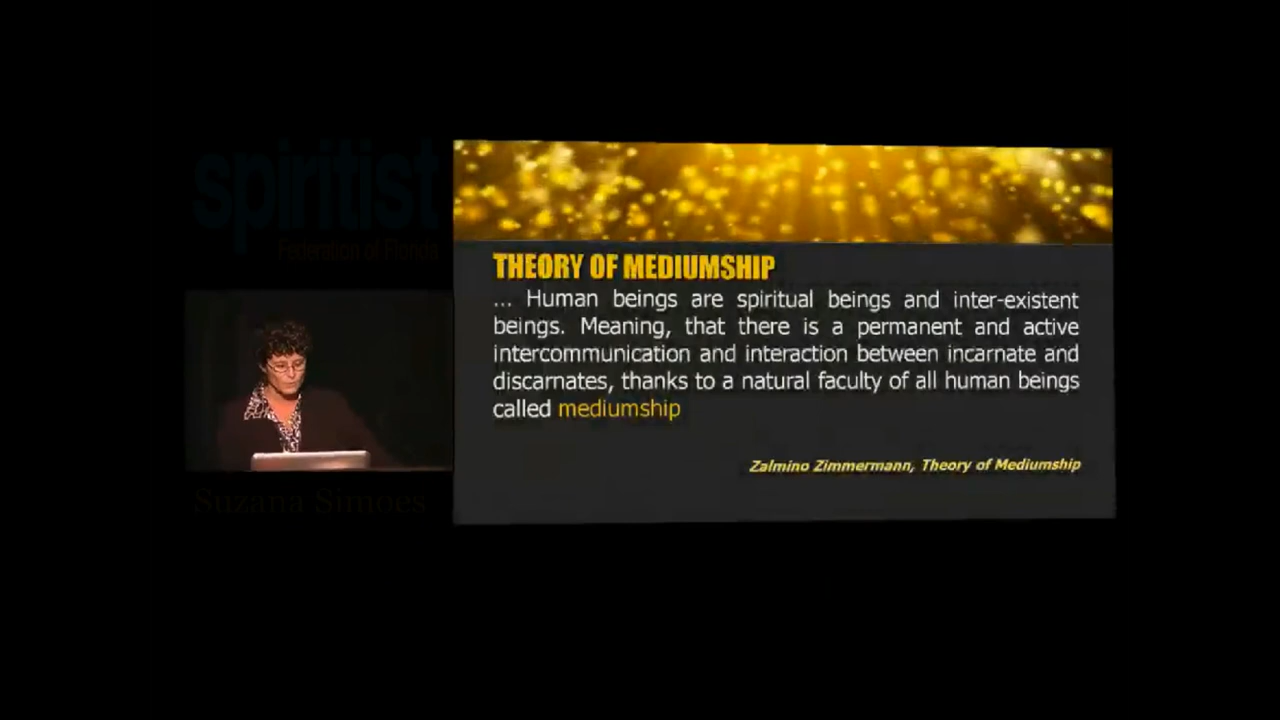 spiritist
Federation of Florida
Suzana Simoes
THEORY OF MEDIUMSHIP
... Human beings are spiritual beings and inter-existent
beings. Meaning, that there is a permanent and active
intercommunication and interaction between incarnate and
discarnates, thanks to a natural faculty of all human beings
called mediumship
Zalmino Zimmermann, Theory of Mediumship